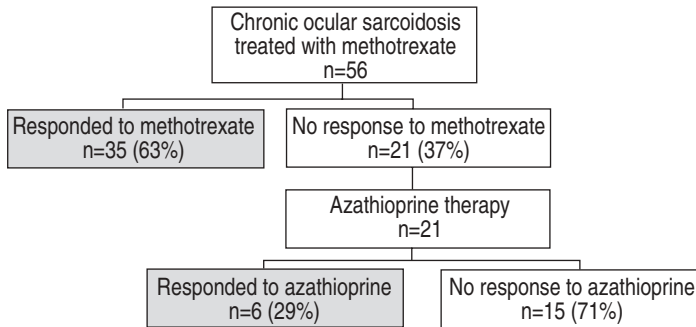 Chronic ocular sarcoidosis
treated with methotrexate
n=56
Responded to methotrexate
n=35 (63%)
No response to methotrexate
n=21 (37%)
Azathioprine therapy
n=21
Responded to azathioprine
n=6 (29%)
No response to azathioprine
n=15 (71%)